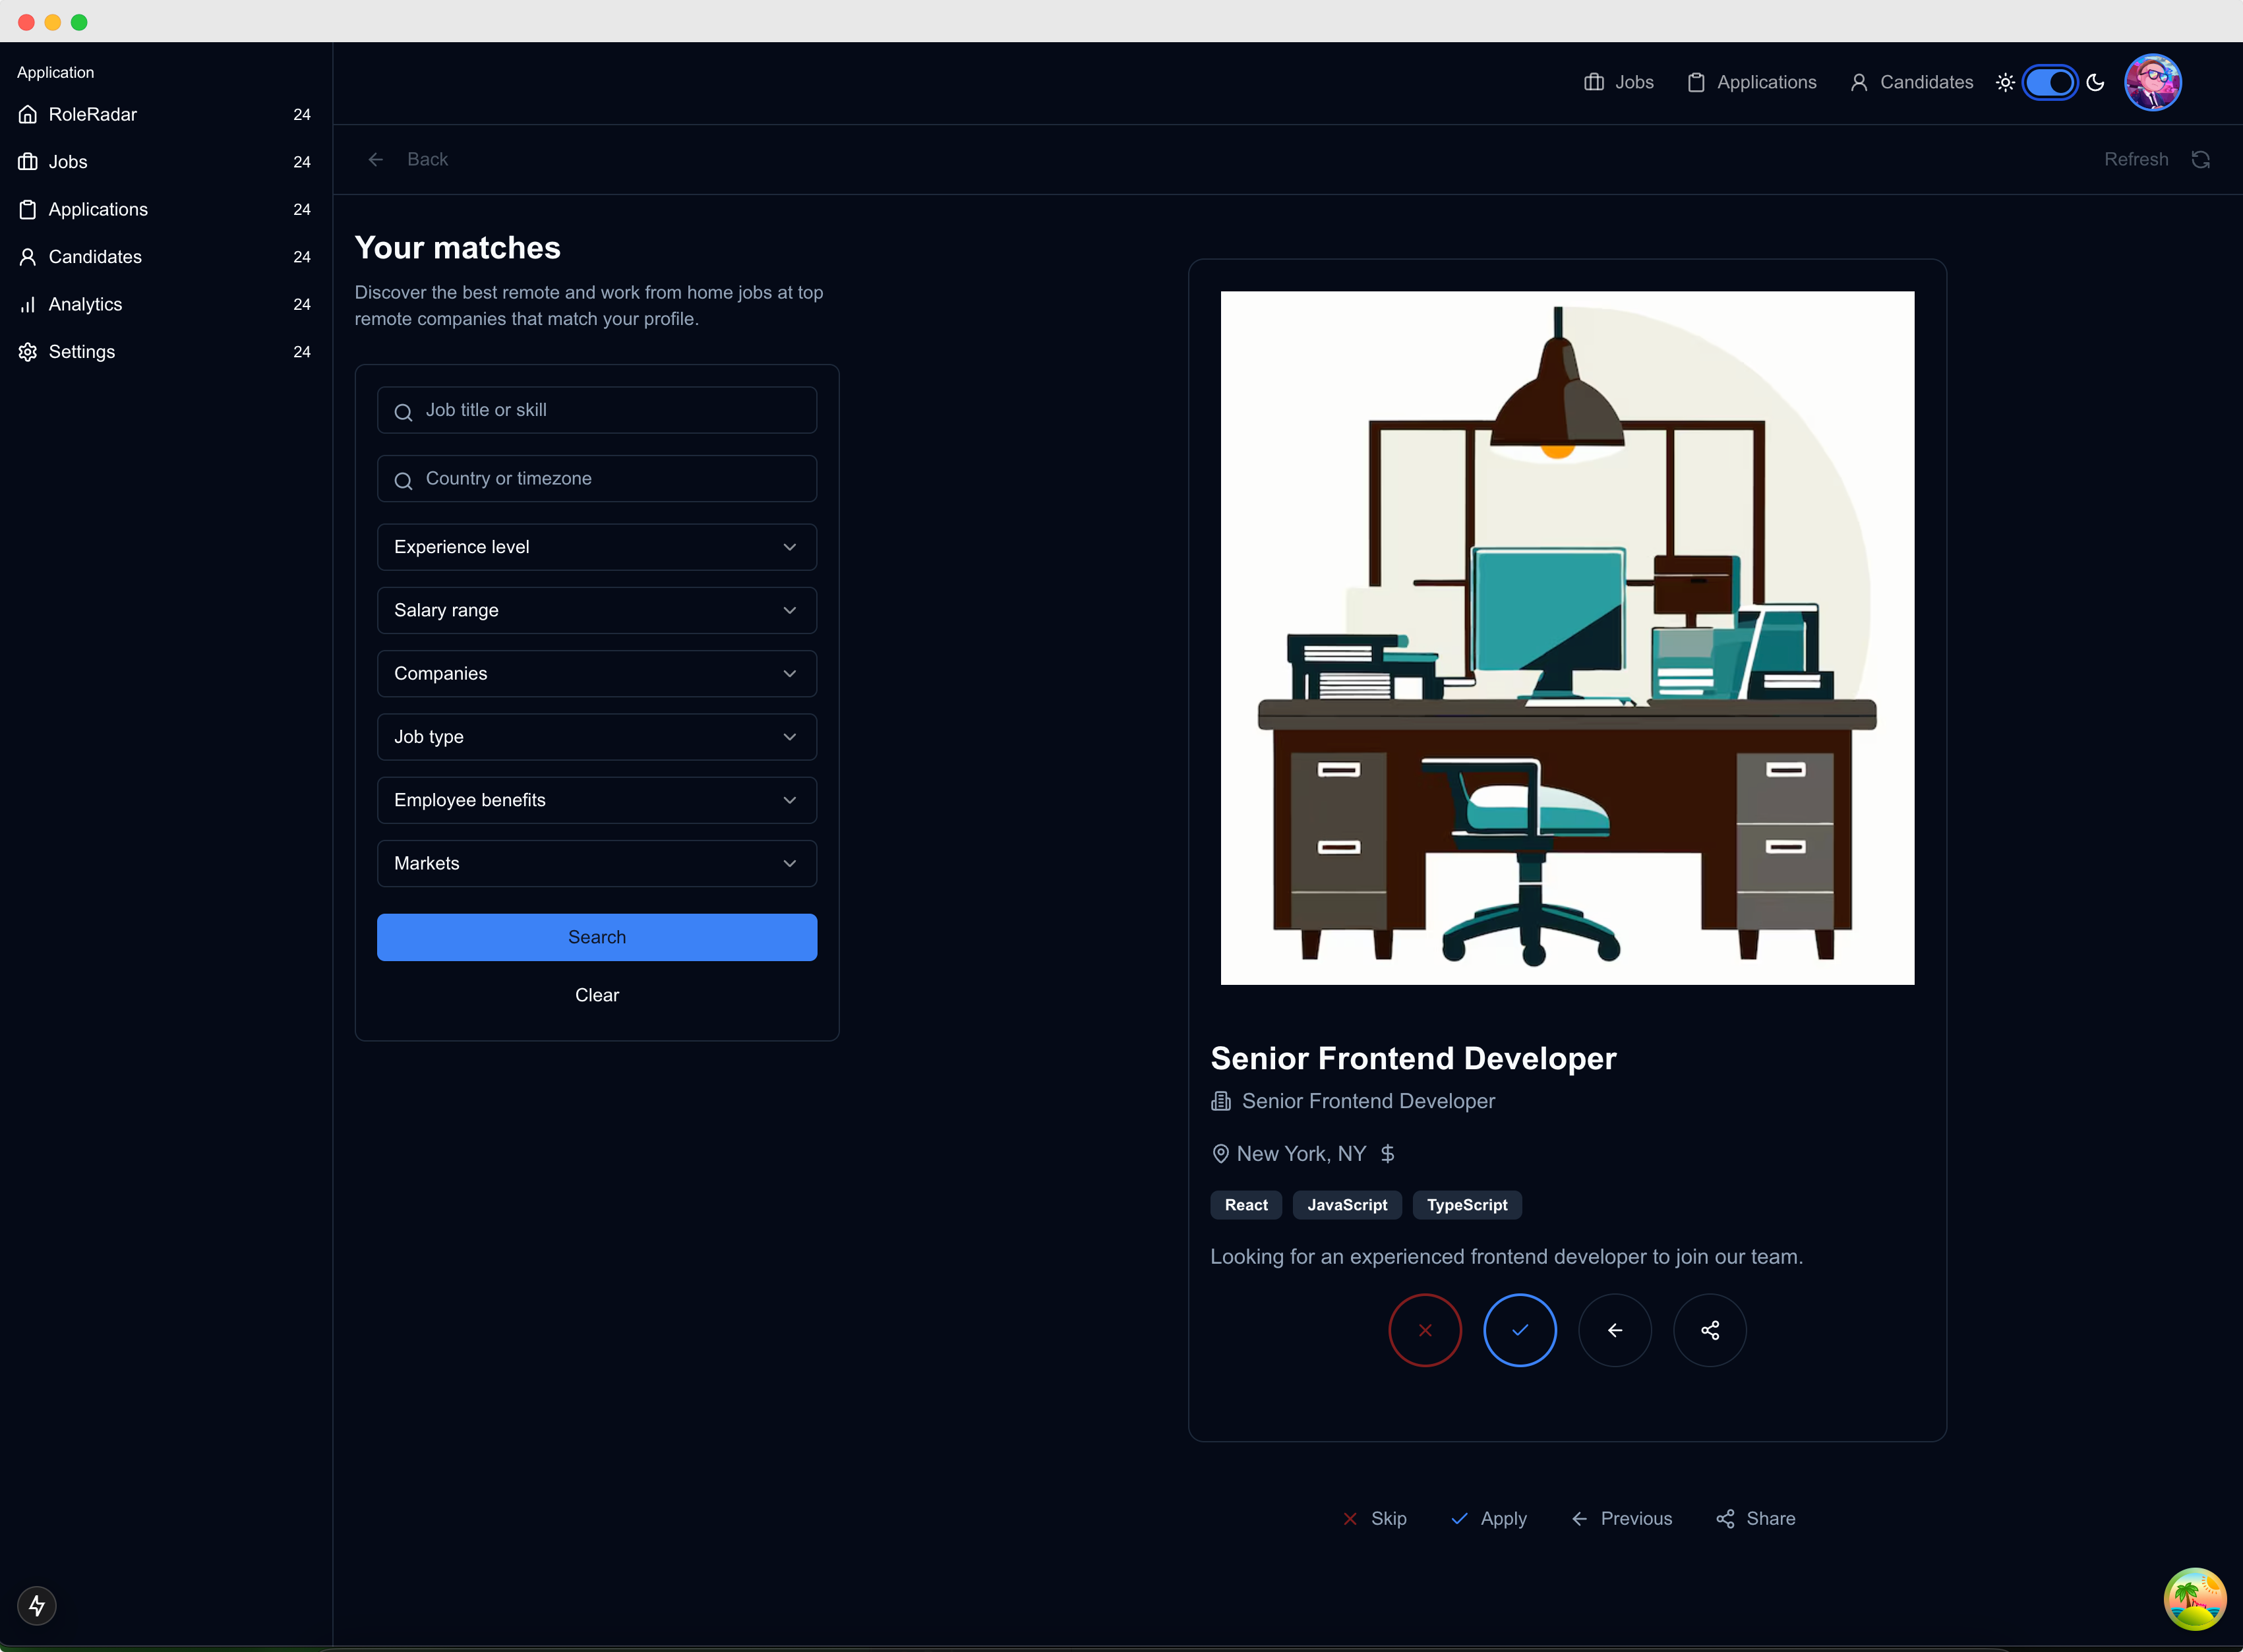 Application
RoleRadar 24
Jobs 24
Applications 24
Candidates 24
Analytics 24
Settings 24
Jobs Applications Candidates
Back Refresh
Your matches
Discover the best remote and work from home jobs at top
remote companies that match your profile.
Job title or skill
Country or timezone
Experience level
Salary range
Companies
Job type
Employee benefits
Markets
Search
Clear
Senior Frontend Developer
Senior Frontend Developer
New York, NY $
React JavaScript TypeScript
Looking for an experienced frontend developer to join our team.
Skip Apply Previous Share